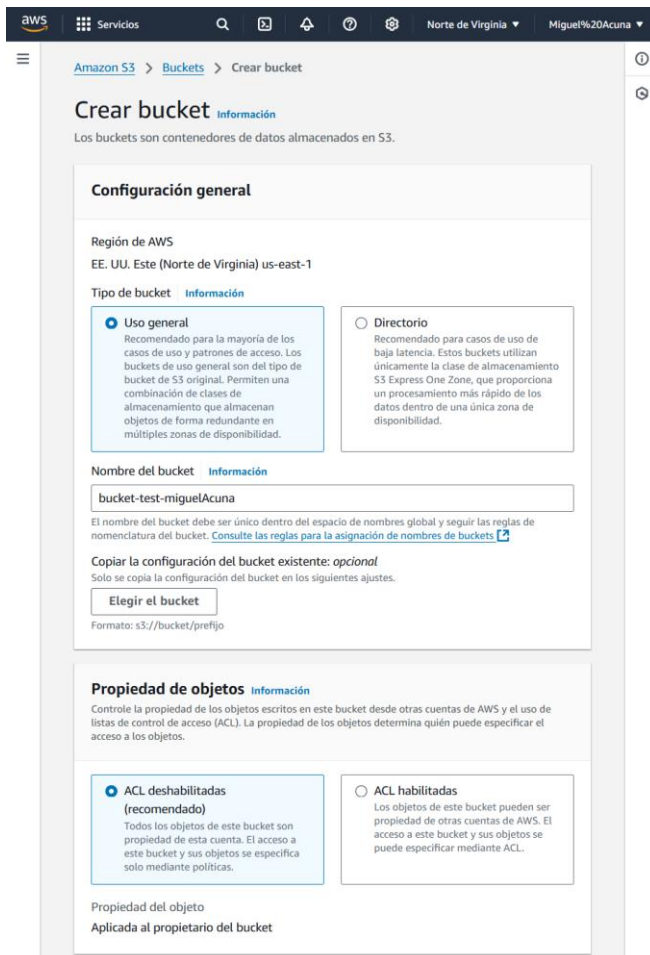 aws
Servicios
Norte de Virginia
Miguel%20Acuna
Amazon S3 > Buckets > Crear bucket
Crear bucket Información
Los buckets son contenedores de datos almacenados en S3.
Configuración general
Región de AWS
EE. UU. Este (Norte de Virginia) us-east-1
Tipo de bucket Información
Uso general
Recomendado para la mayoría de los
casos de uso y patrones de acceso. Los
buckets de uso general son del tipo de
bucket de S3 original. Permiten una
combinación de clases de
almacenamiento que almacenan
objetos de forma redundante en
múltiples zonas de disponibilidad.
Directorio
Recomendado para casos de uso de
baja latencia. Estos buckets utilizan
únicamente la clase de almacenamiento
S3 Express One Zone, que proporciona
un procesamiento más rápido de los
datos dentro de una única zona de
disponibilidad.
Nombre del bucket Información
bucket-test-miguelAcuna
El nombre del bucket debe ser único dentro del espacio de nombres global y seguir las reglas de
nomenclatura del bucket. Consulte las reglas para la asignación de nombres de buckets
Copiar la configuración del bucket existente: opcional
Solo se copia la configuración del bucket en los siguientes ajustes.
Elegir el bucket
Formato: s3://bucket/prefijo
Propiedad de objetos Información
Controle la propiedad de los objetos escritos en este bucket desde otras cuentas de AWS y el uso de
listas de control de acceso (ACL). La propiedad de los objetos determina quién puede especificar el
acceso a los objetos.
ACL deshabilitadas
(recomendado)
Todos los objetos de este bucket son
propiedad de esta cuenta. El acceso a
este bucket y sus objetos se especifica
solo mediante políticas.
ACL habilitadas
Los objetos de este bucket pueden ser
propiedad de otras cuentas de AWS. El
acceso a este bucket y sus objetos se
puede especificar mediante ACL.
Propiedad del objeto
Aplicada al propietario del bucket